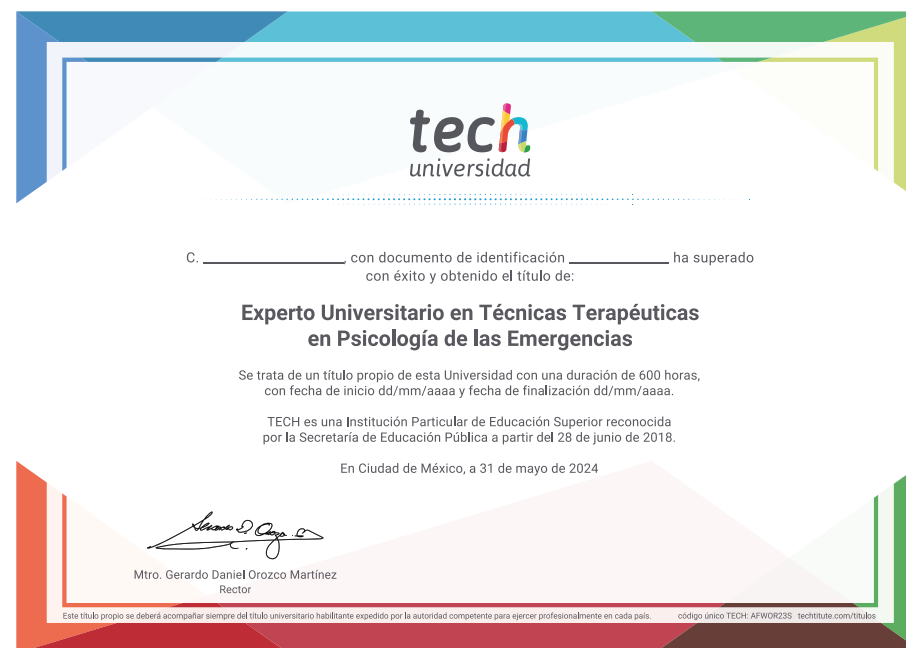 tech
universidad
C. ____________, con documento de identificación ____________ ha superado
con éxito y obtenido el título de:
Experto Universitario en Técnicas Terapéuticas
en Psicología de las Emergencias
Se trata de un título propio de esta Universidad con una duración de 600 horas,
con fecha de inicio dd/mm/aaaa y fecha de finalización dd/mm/aaaa.
TECH es una Institución Particular de Educación Superior reconocida
por la Secretaría de Educación Pública a partir del 28 de junio de 2018.
En Ciudad de México, a 31 de mayo de 2024
Mtro. Gerardo Daniel Orozco Martínez
Rector
Este título propio se deberá acompañar siempre del título universitario habilitante expedido por la autoridad competente para ejercer profesionalmente en cada país. código único TECH: AFWOR23S techtitute.com/titulos